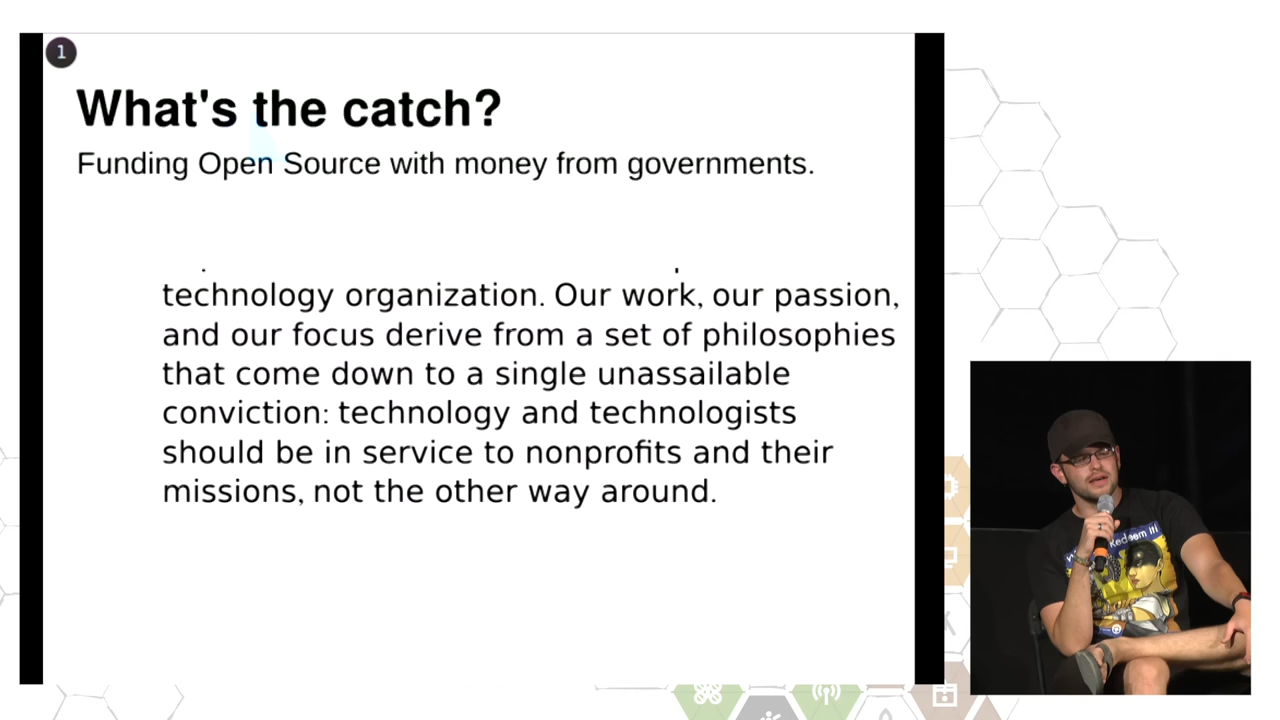 1
What's the catch?
Funding Open Source with money from governments.
technology organization. Our work, our passion,
and our focus derive from a set of philosophies
that come down to a single unassailable
conviction: technology and technologists
should be in service to nonprofits and their
missions, not the other way around.
Redeem it!